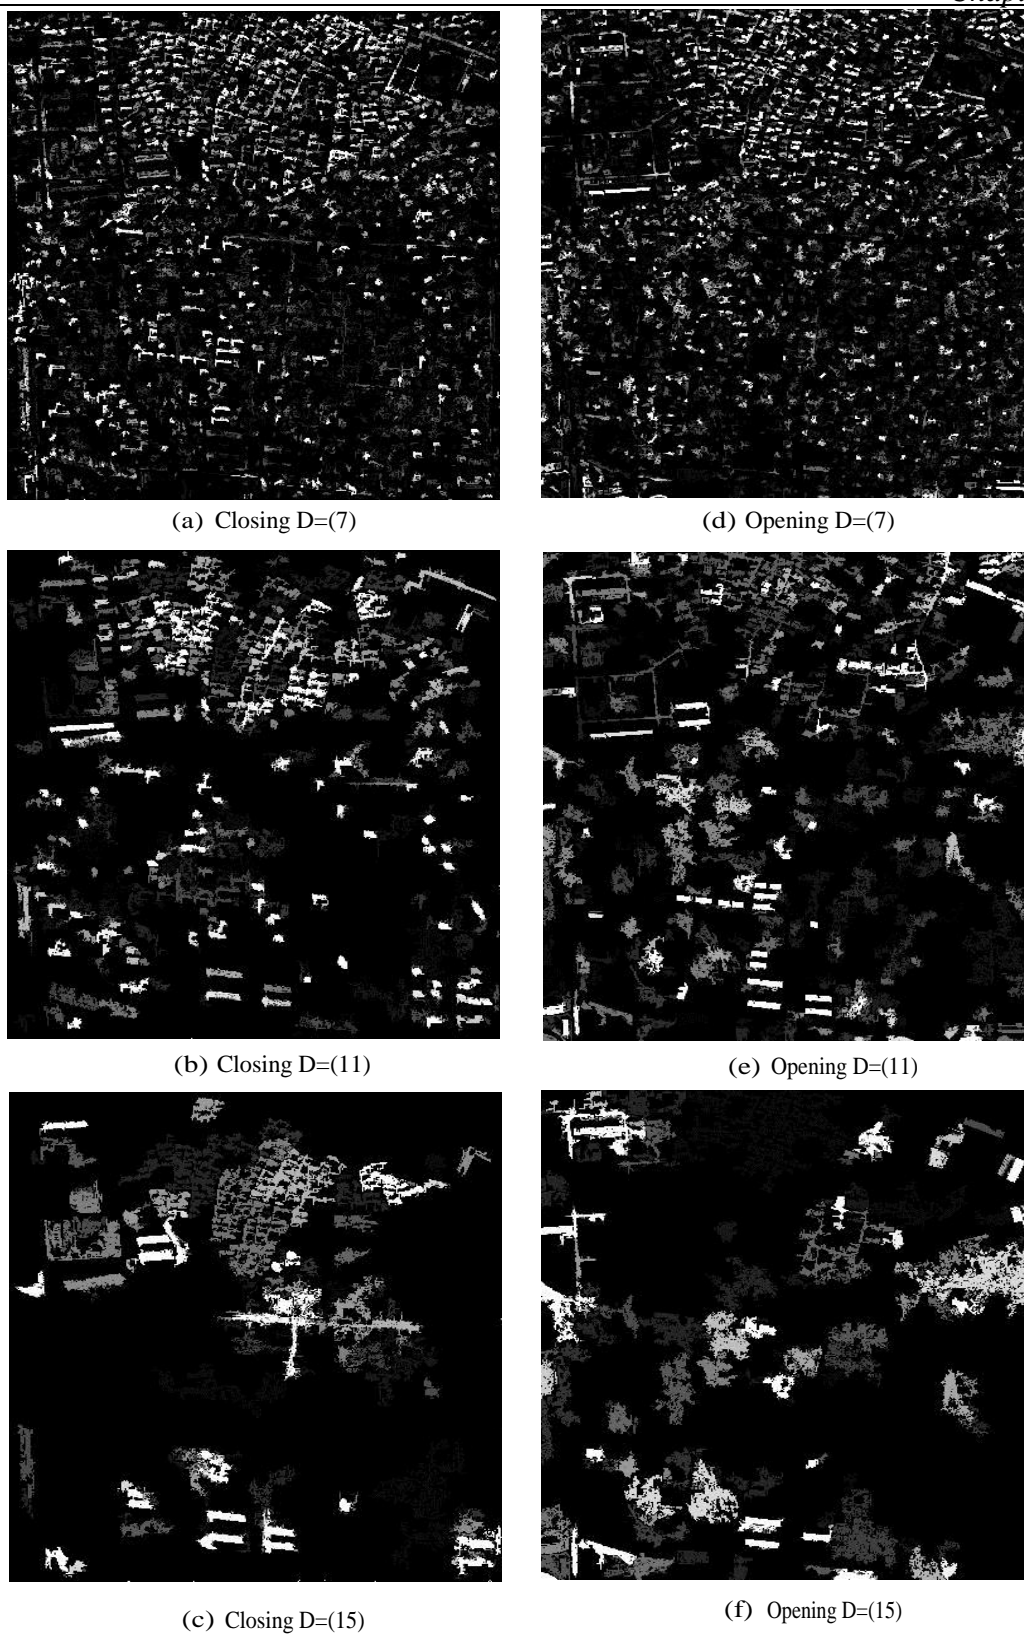 (a) Closing D=(7)
(d) Opening D=(7)
(b) Closing D=(11)
(e) Opening D=(11)
(c) Closing D=(15)
(f) Opening D=(15)